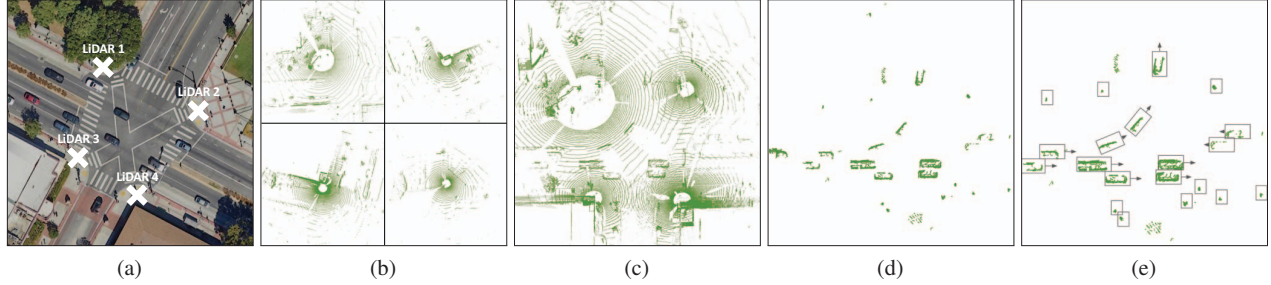 LiDAR 1
LiDAR 2
LiDAR 3
LiDAR 4
(a)
(b)
(c)
(d)
(e)